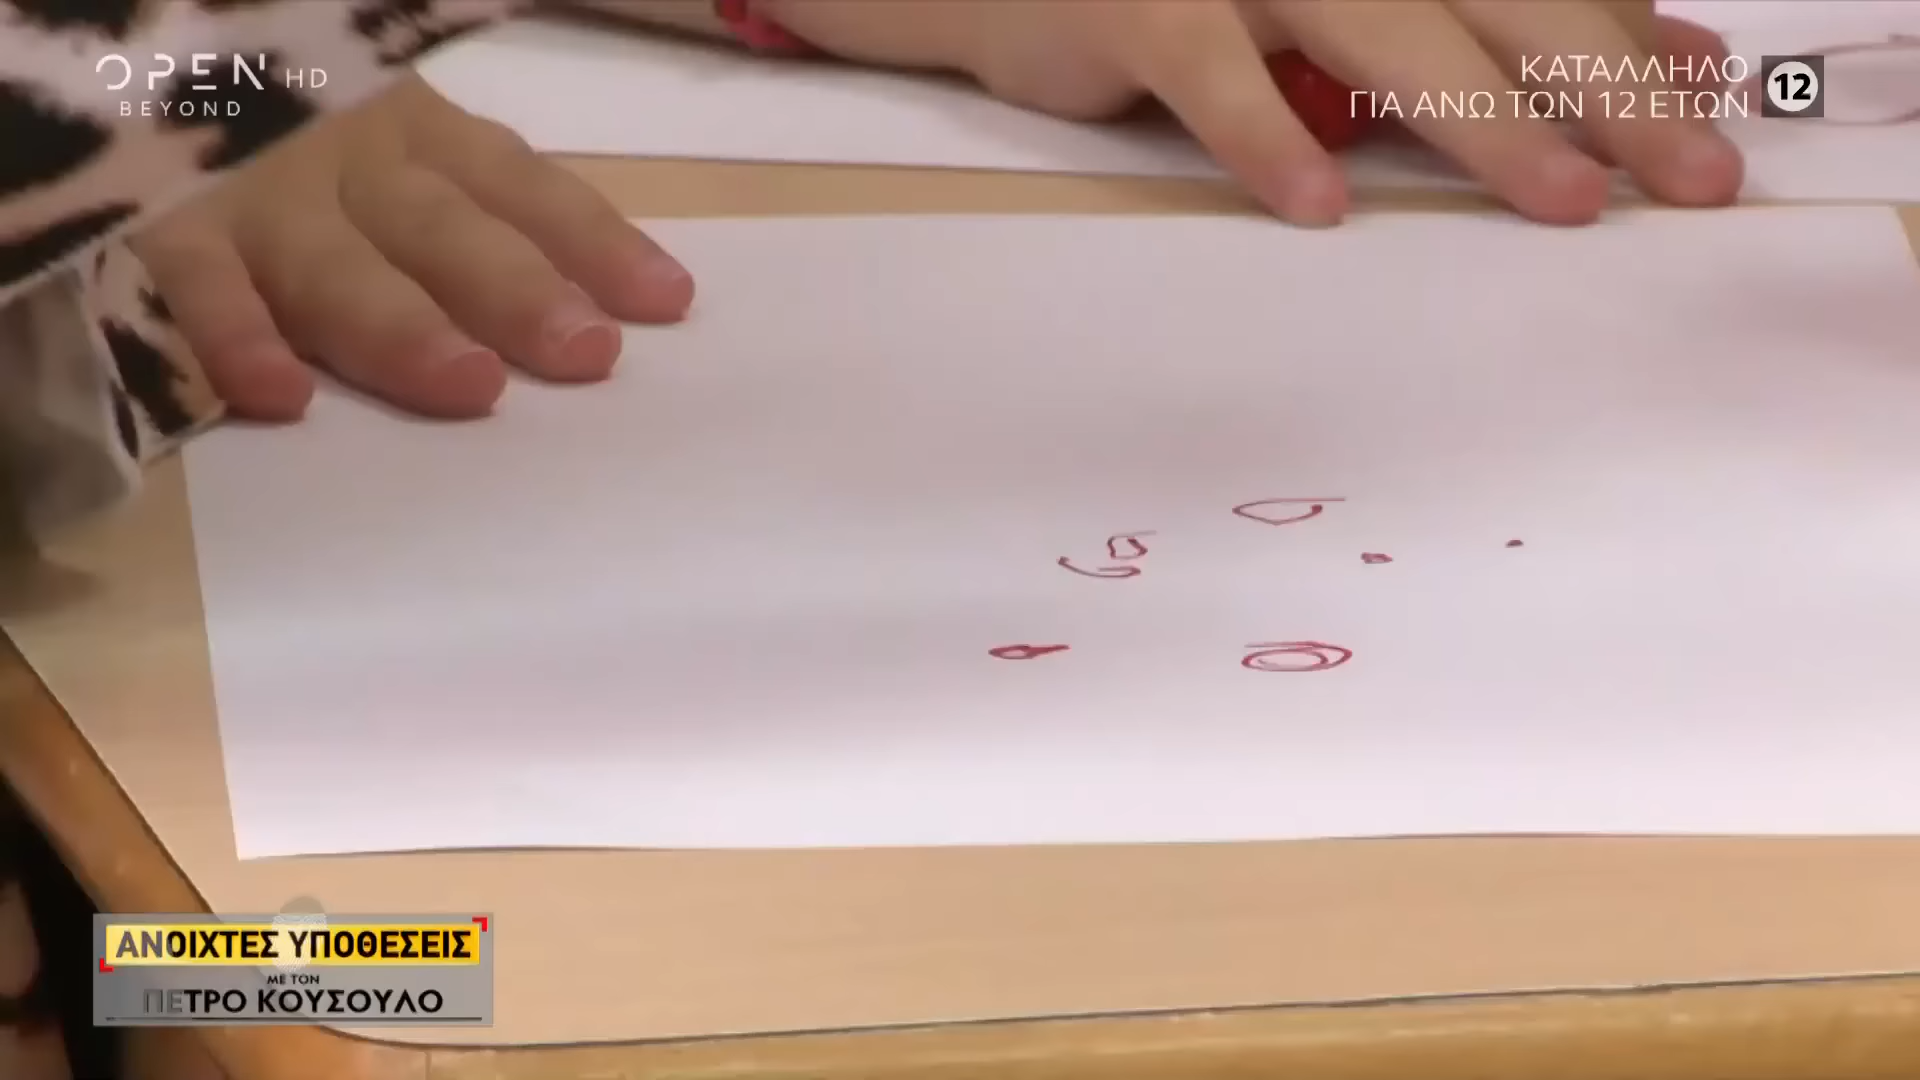 OPEN HD
BEYOND
ΚΑΤΑΛΛΗΛΟ
ΓΙΑ ΑΝΩ ΤΩΝ 12 ΕΤΩΝ
12
ΑΝΟΙΧΤΕΣ ΥΠΟΘΕΣΕΙΣ
ΜΕ ΤΟΝ
ΠΕΤΡΟ ΚΟΥΣΟΥΛΟ